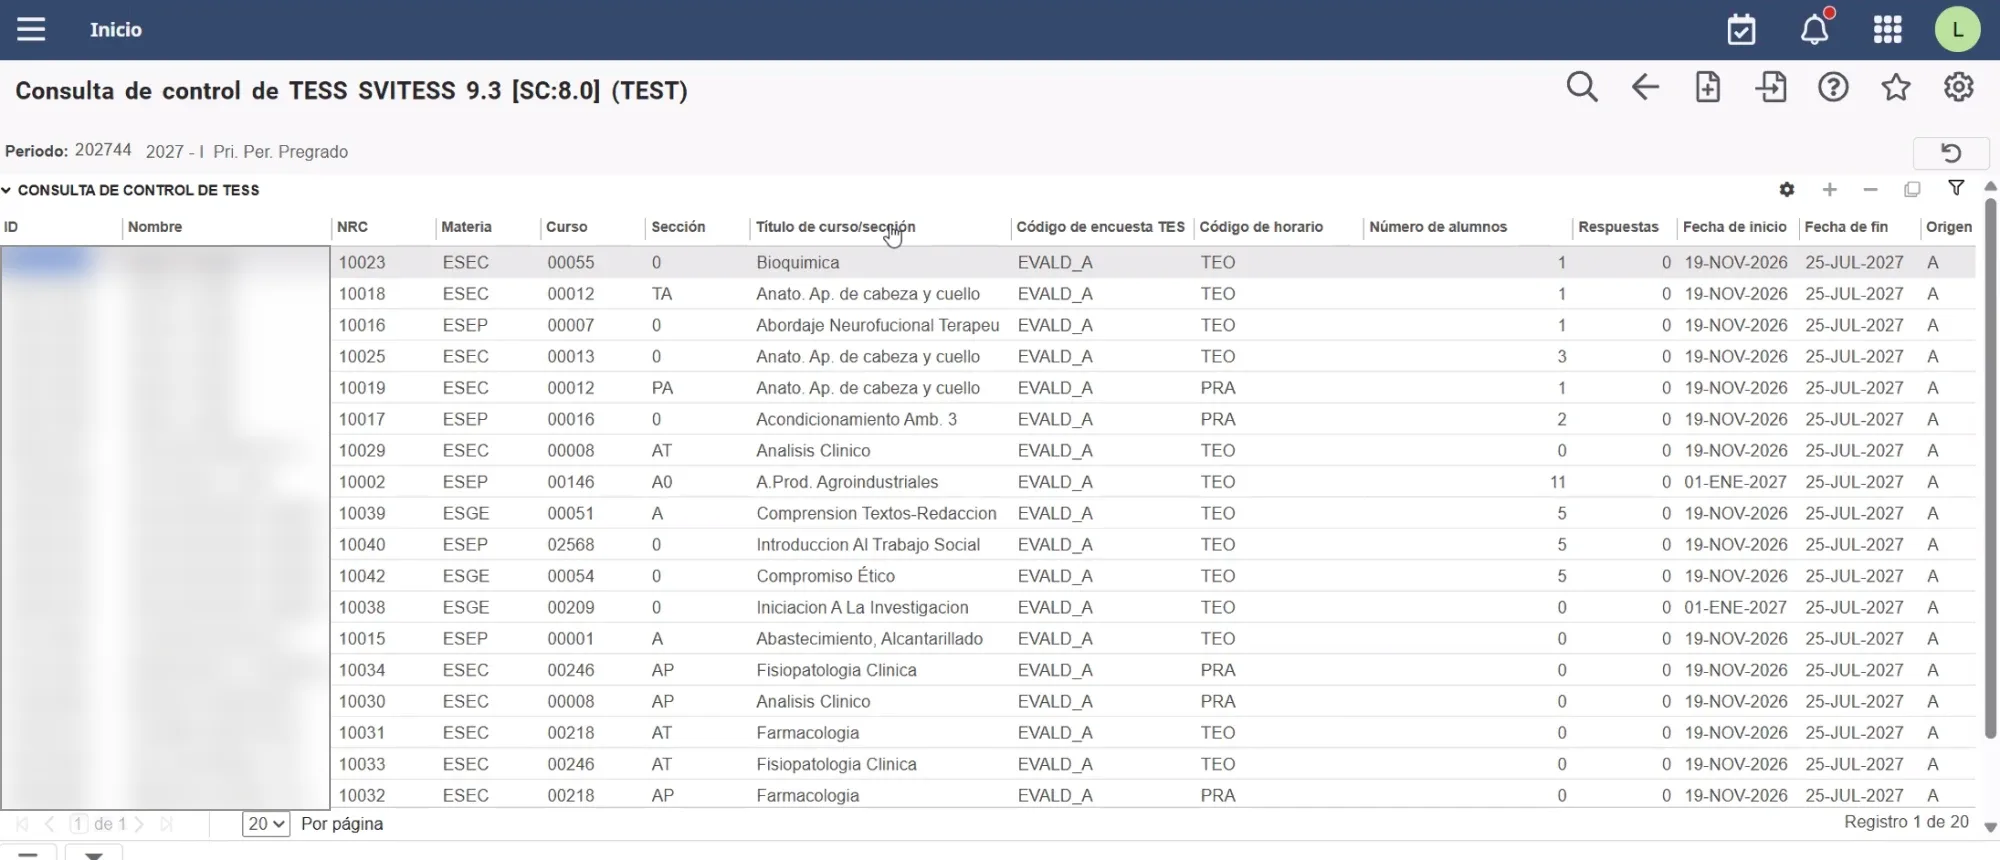 Inicio
L
Consulta de control de TESS SVITESS 9.3 [SC:8.0] (TEST)
Periodo: 202744 2027 - I Pri. Per. Pregrado
CONSULTA DE CONTROL DE TESS
ID Nombre NRC Materia Curso Sección Título de curso/sección Código de encuesta TES Código de horario Número de alumnos Respuestas Fecha de inicio Fecha de fin Origen
10023 ESEC 00055 0 Bioquimica EVALD_A TEO 1 0 19-NOV-2026 25-JUL-2027 A
10018 ESEC 00012 TA Anato. Ap. de cabeza y cuello EVALD_A TEO 1 0 19-NOV-2026 25-JUL-2027 A
10016 ESEP 00007 0 Abordaje Neurofucional Terapeu EVALD_A TEO 1 0 19-NOV-2026 25-JUL-2027 A
10025 ESEC 00013 0 Anato. Ap. de cabeza y cuello EVALD_A TEO 3 0 19-NOV-2026 25-JUL-2027 A
10019 ESEC 00012 PA Anato. Ap. de cabeza y cuello EVALD_A PRA 1 0 19-NOV-2026 25-JUL-2027 A
10017 ESEP 00016 0 Acondicionamiento Amb. 3 EVALD_A PRA 2 0 19-NOV-2026 25-JUL-2027 A
10029 ESEC 00008 AT Analisis Clinico EVALD_A TEO 0 0 19-NOV-2026 25-JUL-2027 A
10002 ESEP 00146 A0 A.Prod. Agroindustriales EVALD_A TEO 11 0 01-ENE-2027 25-JUL-2027 A
10039 ESGE 00051 A Comprension Textos-Redaccion EVALD_A TEO 5 0 19-NOV-2026 25-JUL-2027 A
10040 ESEP 02568 0 Introduccion Al Trabajo Social EVALD_A TEO 5 0 19-NOV-2026 25-JUL-2027 A
10042 ESGE 00054 0 Compromiso Ético EVALD_A TEO 5 0 19-NOV-2026 25-JUL-2027 A
10038 ESGE 00209 0 Iniciacion A La Investigacion EVALD_A TEO 0 0 01-ENE-2027 25-JUL-2027 A
10015 ESEP 00001 A Abastecimiento, Alcantarillado EVALD_A TEO 0 0 19-NOV-2026 25-JUL-2027 A
10034 ESEC 00246 AP Fisiopatologia Clinica EVALD_A PRA 0 0 19-NOV-2026 25-JUL-2027 A
10030 ESEC 00008 AP Analisis Clinico EVALD_A PRA 0 0 19-NOV-2026 25-JUL-2027 A
10031 ESEC 00218 AT Farmacologia EVALD_A TEO 0 0 19-NOV-2026 25-JUL-2027 A
10033 ESEC 00246 AT Fisiopatologia Clinica EVALD_A TEO 0 0 19-NOV-2026 25-JUL-2027 A
10032 ESEC 00218 AP Farmacologia EVALD_A PRA 0 0 19-NOV-2026 25-JUL-2027 A
1 de 1 20 Por página Registro 1 de 20